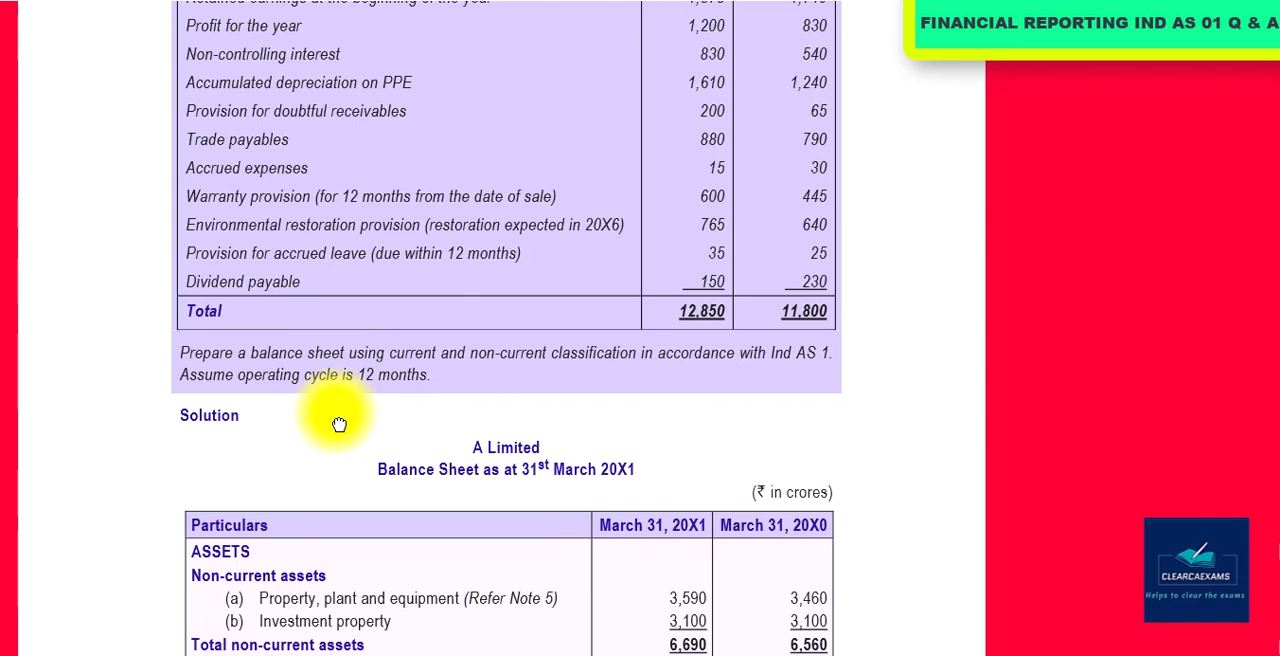 Profit for the year 1,200 830
Non-controlling interest 830 540
Accumulated depreciation on PPE 1,610 1,240
Provision for doubtful receivables 200 65
Trade payables 880 790
Accrued expenses 15 30
Warranty provision (for 12 months from the date of sale) 600 445
Environmental restoration provision (restoration expected in 20X6) 765 640
Provision for accrued leave (due within 12 months) 35 25
Dividend payable 150 230
Total 12,850 11,800
Prepare a balance sheet using current and non-current classification in accordance with Ind AS 1.
Assume operating cycle is 12 months.
Solution
A Limited
Balance Sheet as at 31st March 20X1
(₹ in crores)
Particulars March 31, 20X1 March 31, 20X0
ASSETS
Non-current assets
(a) Property, plant and equipment (Refer Note 5) 3,590 3,460
(b) Investment property 3,100 3,100
Total non-current assets 6,690 6,560
FINANCIAL REPORTING IND AS 01 Q & A
CLEARCAEXAMS
Helps to clear the exams